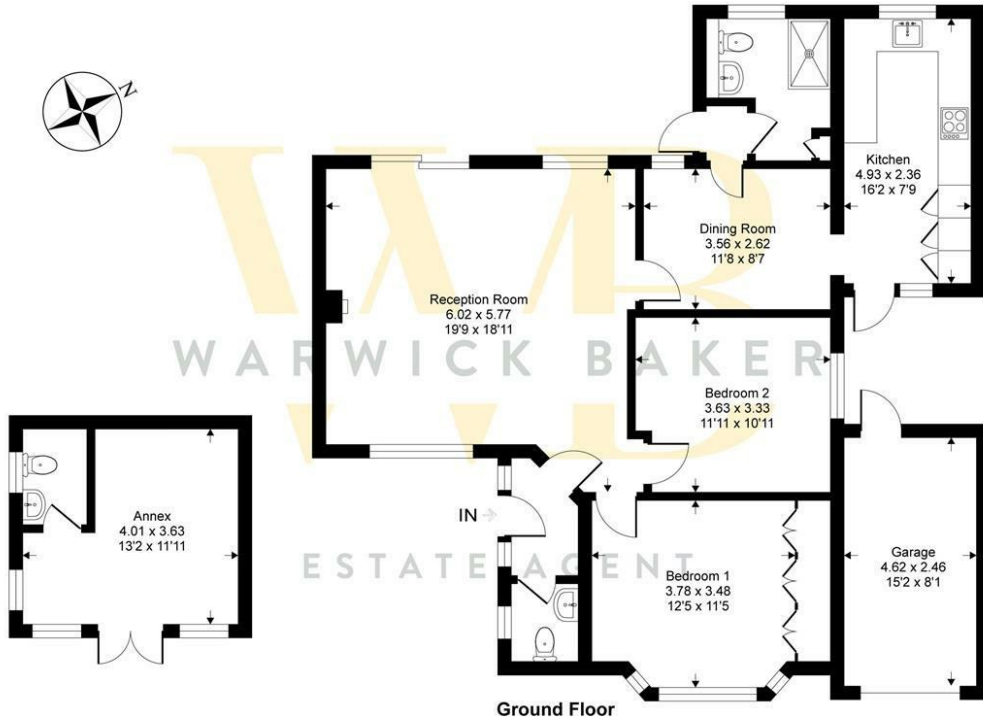 N
Kitchen
4.93 x 2.36
16'2 x 7'9
Dining Room
3.56 x 2.62
11'8 x 8'7
Reception Room
6.02 x 5.77
19'9 x 18'11
WB
WARWICK BAKER
ESTATE AGENT
Bedroom 2
3.63 x 3.33
11'11 x 10'11
Annex
4.01 x 3.63
13'2 x 11'11
IN
Bedroom 1
3.78 x 3.48
12'5 x 11'5
Garage
4.62 x 2.46
15'2 x 8'1
Ground Floor